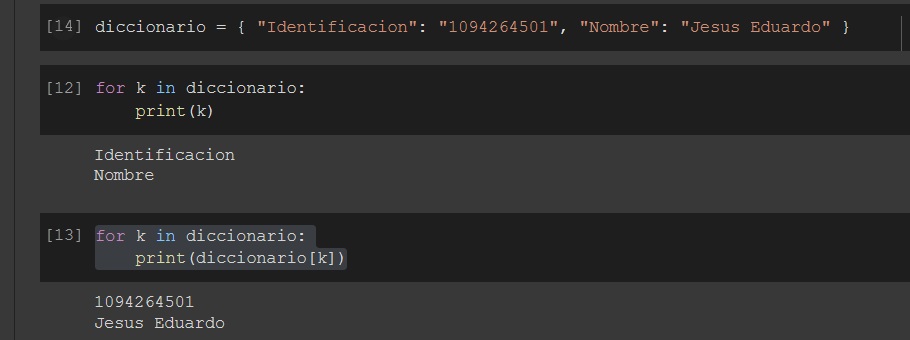 [14] diccionario = { "Identificacion": "1094264501", "Nombre": "Jesus Eduardo" }
[12] for k in diccionario:
    print(k)
Identificacion
Nombre
[13] for k in diccionario:
    print(diccionario[k])
1094264501
Jesus Eduardo